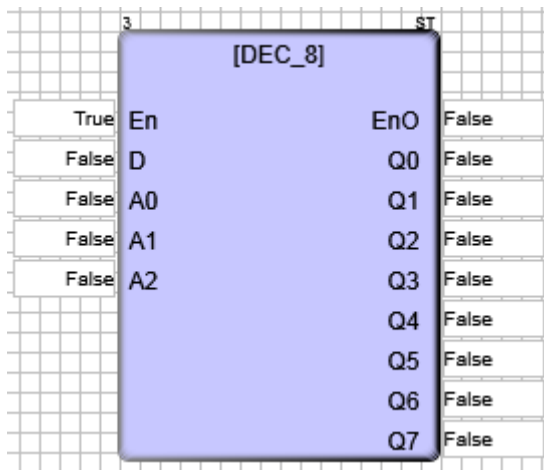 3 ST
[DEC_8]
True En EnO False
False D Q0 False
False A0 Q1 False
False A1 Q2 False
False A2 Q3 False
Q4 False
Q5 False
Q6 False
Q7 False